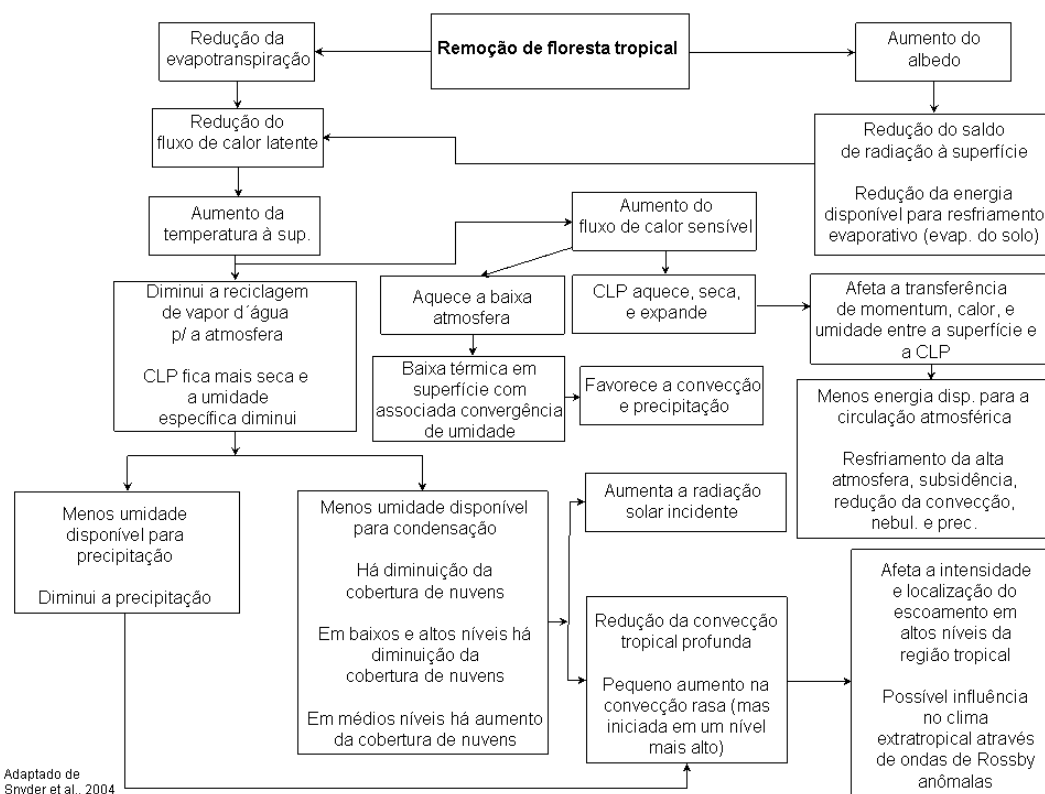 Remoção de floresta tropical
Redução da
evapotranspiração
Aumento do
albedo
Redução do
fluxo de calor latente
Redução do saldo
de radiação à superfície
Redução da energia
disponível para resfriamento
evaporativo (evap. do solo)
Aumento da
temperatura à sup.
Aumento do
fluxo de calor sensível
Diminui a reciclagem
de vapor d´água
p/ a atmosfera
CLP fica mais seca e
a umidade
específica diminui
Aquece a baixa
atmosfera
CLP aquece, seca,
e expande
Afeta a transferência
de momentum, calor, e
umidade entre a superfície e
a CLP
Baixa térmica em
superfície com
associada convergência
de umidade
Favorece a convecção
e precipitação
Menos energia disp. para a
circulação atmosférica
Resfriamento da alta
atmosfera, subsidência,
redução da convecção,
nebul. e prec.
Menos umidade
disponível para
precipitação
Diminui a precipitação
Menos umidade disponível
para condensação
Há diminuição da
cobertura de nuvens
Em baixos e altos níveis há
diminuição da
cobertura de nuvens
Em médios níveis há aumento
da cobertura de nuvens
Aumenta a radiação
solar incidente
Redução da convecção
tropical profunda
Pequeno aumento na
convecção rasa (mas
iniciada em um nível
mais alto)
Afeta a intensidade
e localização do
escoamento em
altos níveis da
região tropical
Possível influência
no clima
extratropical através
de ondas de Rossby
anômalas
Adaptado de
Snyder et al., 2004